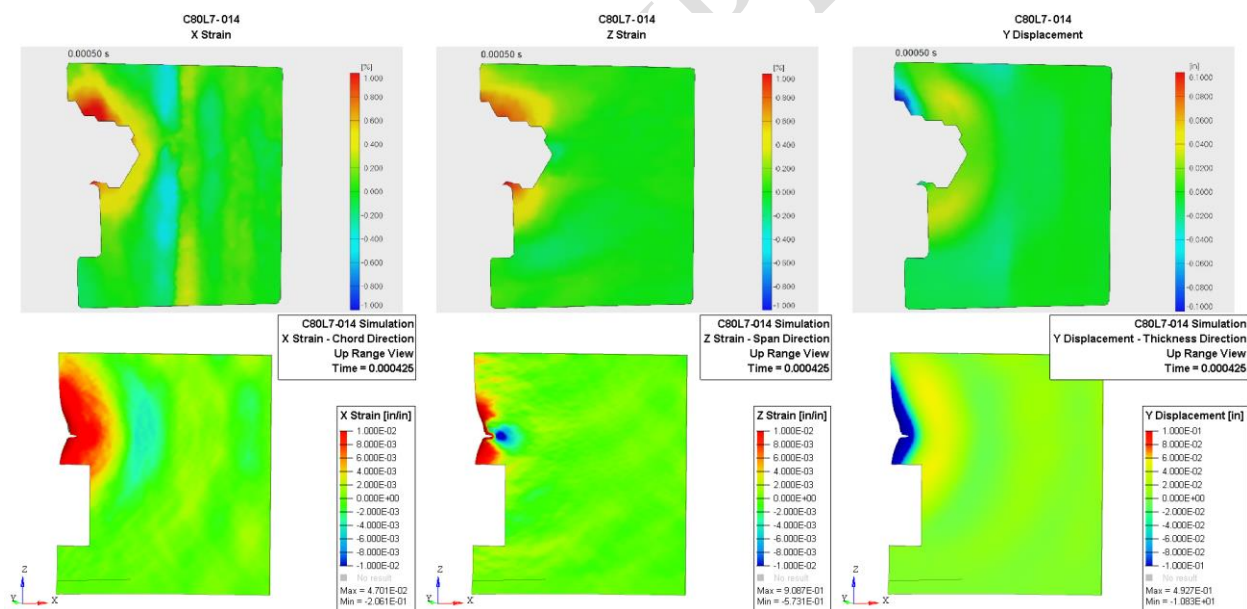 C80L7-014
X Strain
0.00050 s
[%]
1.000
0.800
0.600
0.400
0.200
0.000
-0.200
-0.400
-0.600
-0.800
-1.000
C80L7-014
Z Strain
0.00050 s
[%]
1.000
0.800
0.600
0.400
0.200
0.000
-0.200
-0.400
-0.600
-0.800
-1.000
C80L7-014
Y Displacement
0.00050 s
[in]
0.1000
0.0800
0.0600
0.0400
0.0200
0.0000
-0.0200
-0.0400
-0.0600
-0.0800
-0.1000
C80L7-014 Simulation
X Strain - Chord Direction
Up Range View
Time = 0.000425
X Strain [in/in]
1.000E-02
8.000E-03
6.000E-03
4.000E-03
2.000E-03
0.000E+00
-2.000E-03
-4.000E-03
-6.000E-03
-8.000E-03
-1.000E-02
No result
Max = 4.701E-02
Min = -2.061E-01
Z
Y
X
C80L7-014 Simulation
Z Strain - Span Direction
Up Range View
Time = 0.000425
Z Strain [in/in]
1.000E-02
8.000E-03
6.000E-03
4.000E-03
2.000E-03
0.000E+00
-2.000E-03
-4.000E-03
-6.000E-03
-8.000E-03
-1.000E-02
No result
Max = 9.087E-01
Min = -5.731E-01
Z
Y
X
C80L7-014 Simulation
Y Displacement - Thickness Direction
Up Range View
Time = 0.000425
Y Displacement [in]
1.000E-01
8.000E-02
6.000E-02
4.000E-02
2.000E-02
0.000E+00
-2.000E-02
-4.000E-02
-6.000E-02
-8.000E-02
-1.000E-01
No result
Max = 4.927E-01
Min = -1.083E+01
Z
Y
X